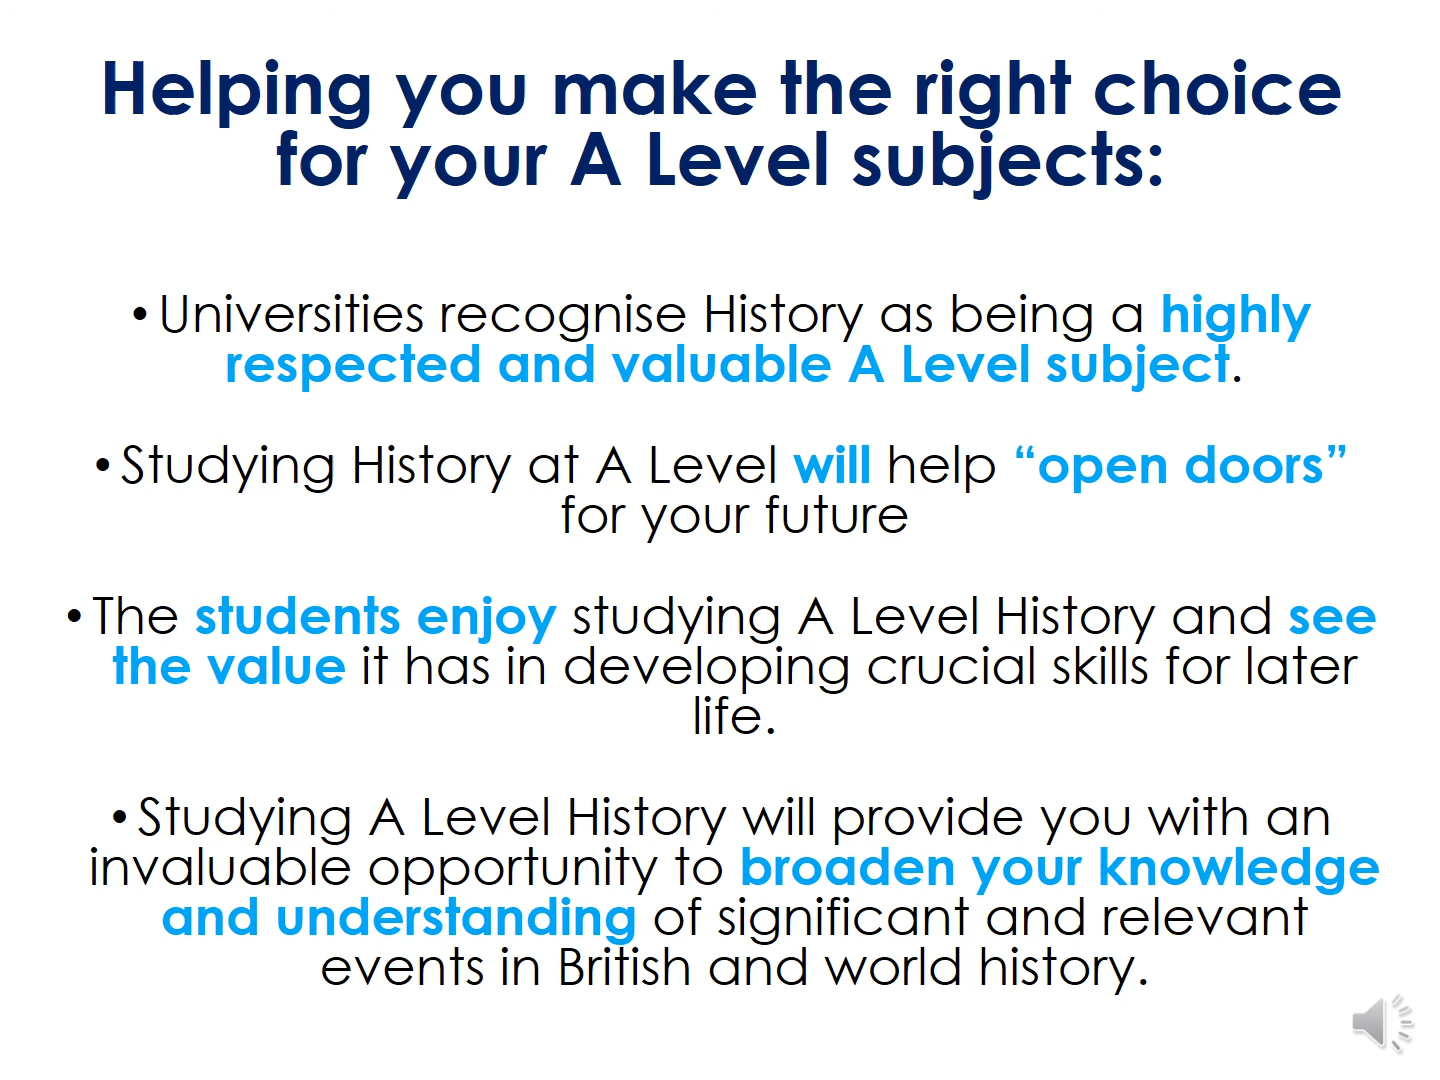 Helping you make the right choice
for your A Level subjects:
• Universities recognise History as being a highly
respected and valuable A Level subject.
• Studying History at A Level will help “open doors”
for your future
• The students enjoy studying A Level History and see
the value it has in developing crucial skills for later
life.
• Studying A Level History will provide you with an
invaluable opportunity to broaden your knowledge
and understanding of significant and relevant
events in British and world history.